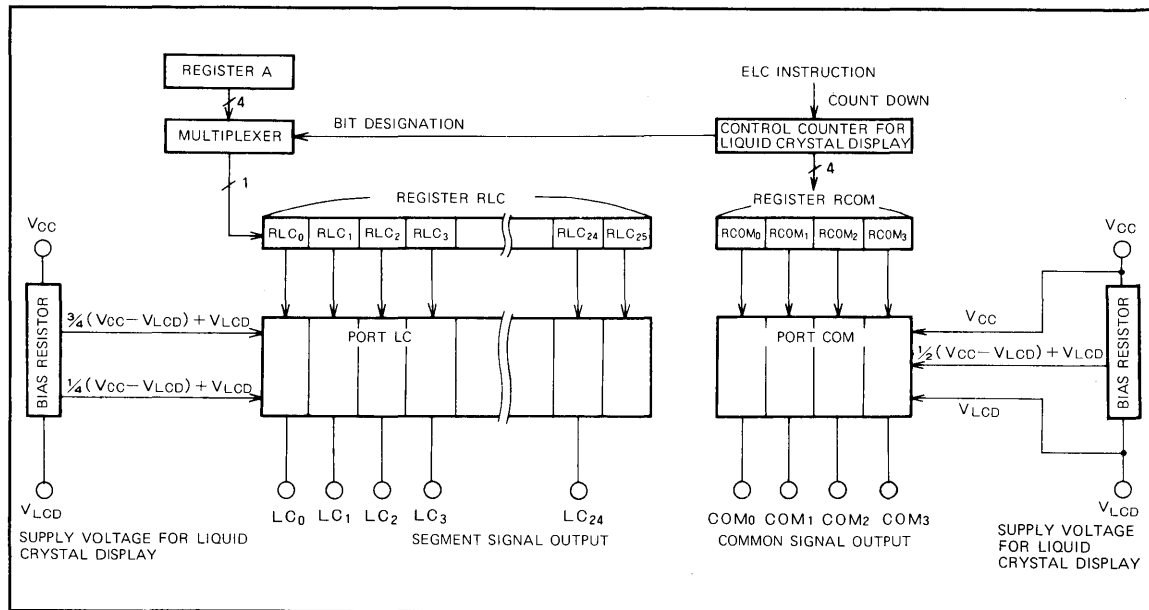 REGISTER A
4
MULTIPLEXER
BIT DESIGNATION
ELC INSTRUCTION
COUNT DOWN
CONTROL COUNTER FOR
LIQUID CRYSTAL DISPLAY
4
1
REGISTER RLC
REGISTER RCOM
RLC₀ RLC₁ RLC₂ RLC₃ RLC₂₄ RLC₂₅
RCOM₀ RCOM₁ RCOM₂ RCOM₃
VCC
BIAS RESISTOR
¾(VCC−VLCD)+VLCD
¼(VCC−VLCD)+VLCD
VLCD
SUPPLY VOLTAGE FOR LIQUID
CRYSTAL DISPLAY
PORT LC
LC₀ LC₁ LC₂ LC₃ LC₂₄
SEGMENT SIGNAL OUTPUT
PORT COM
COM₀ COM₁ COM₂ COM₃
COMMON SIGNAL OUTPUT
VCC
VCC
½(VCC−VLCD)+VLCD
VLCD
BIAS RESISTOR
VLCD
SUPPLY VOLTAGE
FOR LIQUID
CRYSTAL DISPLAY